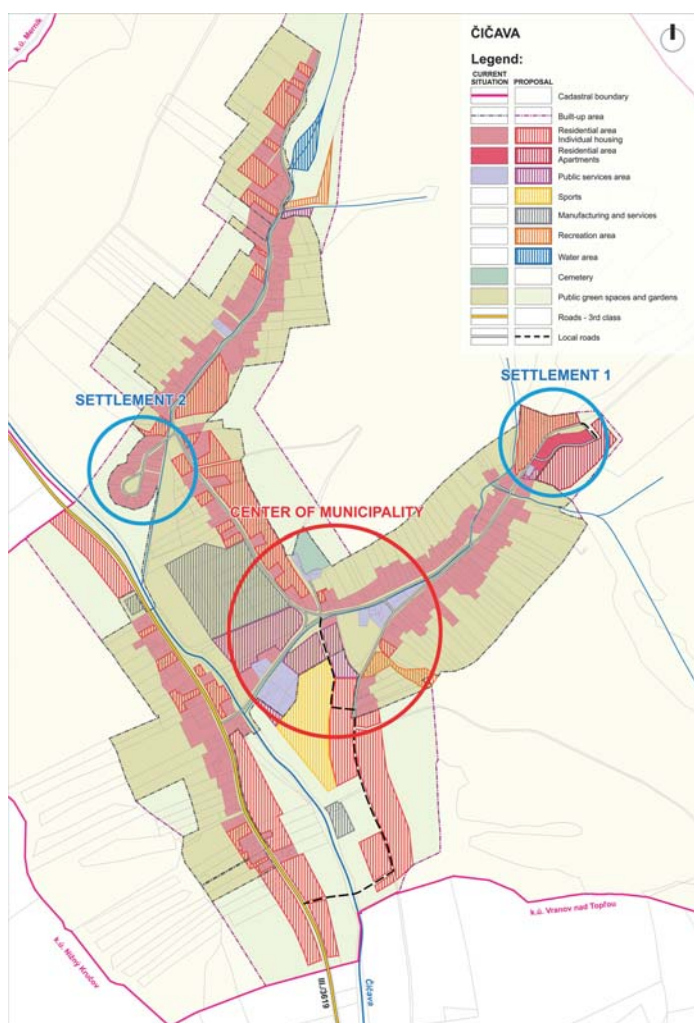 k.ú. Merník
ČIČAVA
Legend:
CURRENT
SITUATION
PROPOSAL
Cadastral boundary
Built-up area
Residential area
Individual housing
Residential area
Apartments
Public services area
Sports
Manufacturing and services
Recreation area
Water area
Cemetery
Public green spaces and gardens
Roads - 3rd class
Local roads
SETTLEMENT 1
SETTLEMENT 2
CENTER OF MUNICIPALITY
k.ú. Vranov nad Topľou
k.ú. Nižný Kručov
III./3619
Čičava